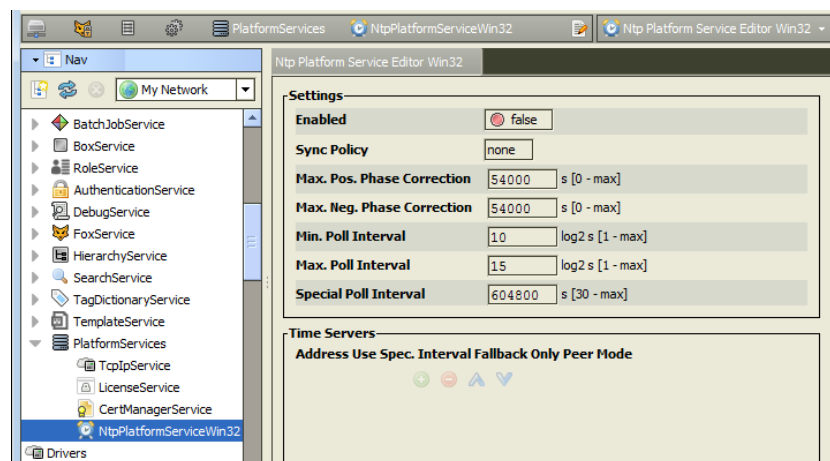 PlatformServices NtpPlatformServiceWin32 Ntp Platform Service Editor Win32
Nav
My Network
BatchJobService
BoxService
RoleService
AuthenticationService
DebugService
FoxService
HierarchyService
SearchService
TagDictionaryService
TemplateService
PlatformServices
TcpIpService
LicenseService
CertManagerService
NtpPlatformServiceWin32
Drivers
Ntp Platform Service Editor Win32
Settings
Enabled false
Sync Policy none
Max. Pos. Phase Correction 54000 s [0 - max]
Max. Neg. Phase Correction 54000 s [0 - max]
Min. Poll Interval 10 log2 s [1 - max]
Max. Poll Interval 15 log2 s [1 - max]
Special Poll Interval 604800 s [30 - max]
Time Servers
Address Use Spec. Interval Fallback Only Peer Mode